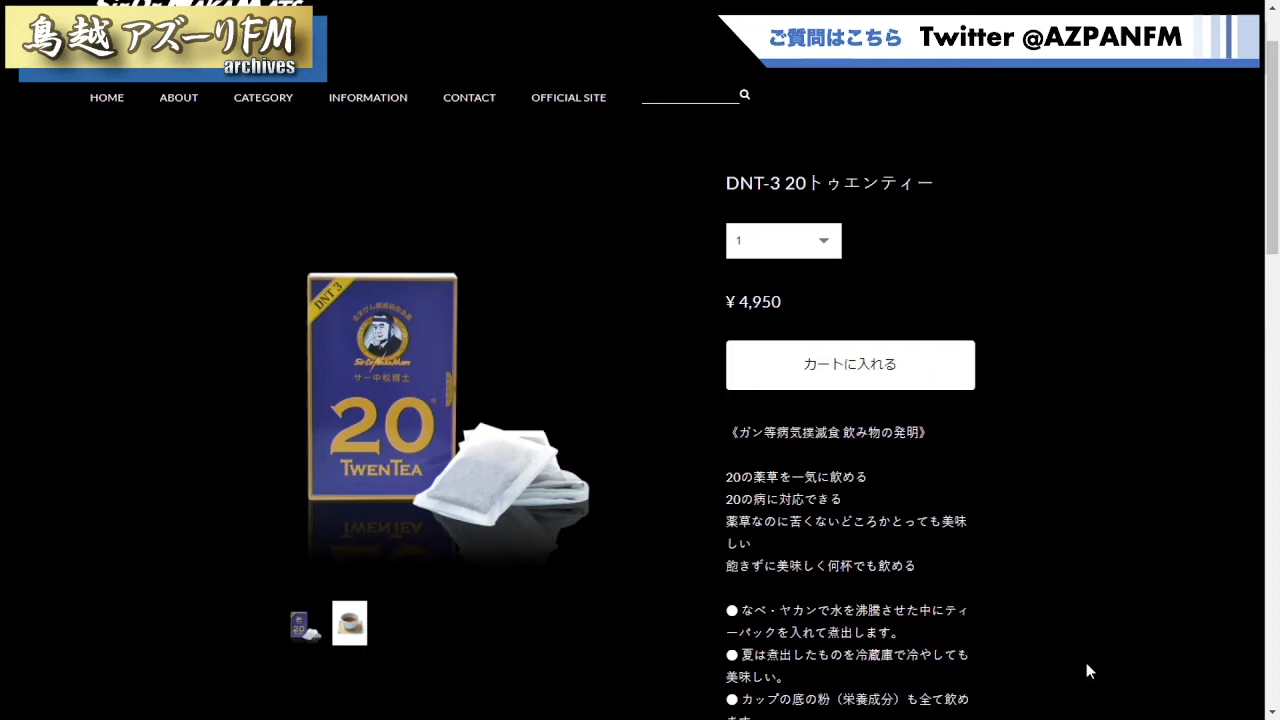 鳥越アズーリFM
archives
ご質問はこちら Twitter @AZPANFM
HOME ABOUT CATEGORY INFORMATION CONTACT OFFICIAL SITE
DNT-3 20トゥエンティー
1
¥ 4,950
カートに入れる
DNT 3
Sir Dr. NakaMats
サー中松博士
20
TWENTEA
《ガン等病気撲滅食 飲み物の発明》
20の薬草を一気に飲める
20の病に対応できる
薬草なのに苦くないどころかとっても美味
しい
飽きずに美味しく何杯でも飲める
● なべ・ヤカンで水を沸騰させた中にティ
ーパックを入れて煮出します。
● 夏は煮出したものを冷蔵庫で冷やしても
美味しい。
● カップの底の粉（栄養成分）も全て飲め
ます